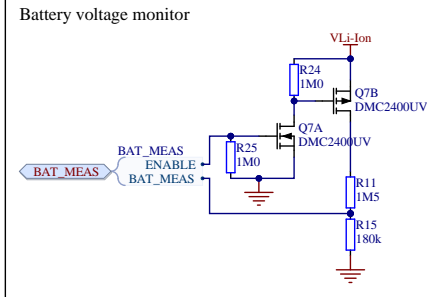 Battery voltage monitor
VLi-Ion
R24
1M0
Q7B
DMC2400UV
Q7A
DMC2400UV
BAT_MEAS
R25
1M0
ENABLE
BAT_MEAS
BAT_MEAS
R11
1M5
R15
180k